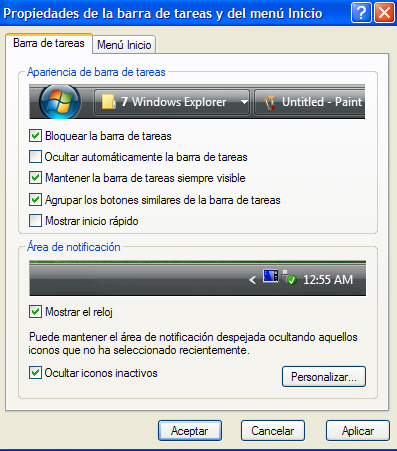 Propiedades de la barra de tareas y del menú Inicio
Barra de tareas
Menú Inicio
Apariencia de barra de tareas
7 Windows Explorer
Untitled - Paint
Bloquear la barra de tareas
Ocultar automáticamente la barra de tareas
Mantener la barra de tareas siempre visible
Agrupar los botones similares de la barra de tareas
Mostrar inicio rápido
Área de notificación
12:55 AM
Mostrar el reloj
Puede mantener el área de notificación despejada ocultando aquellos
iconos que no ha seleccionado recientemente.
Ocultar iconos inactivos
Personalizar...
Aceptar
Cancelar
Aplicar